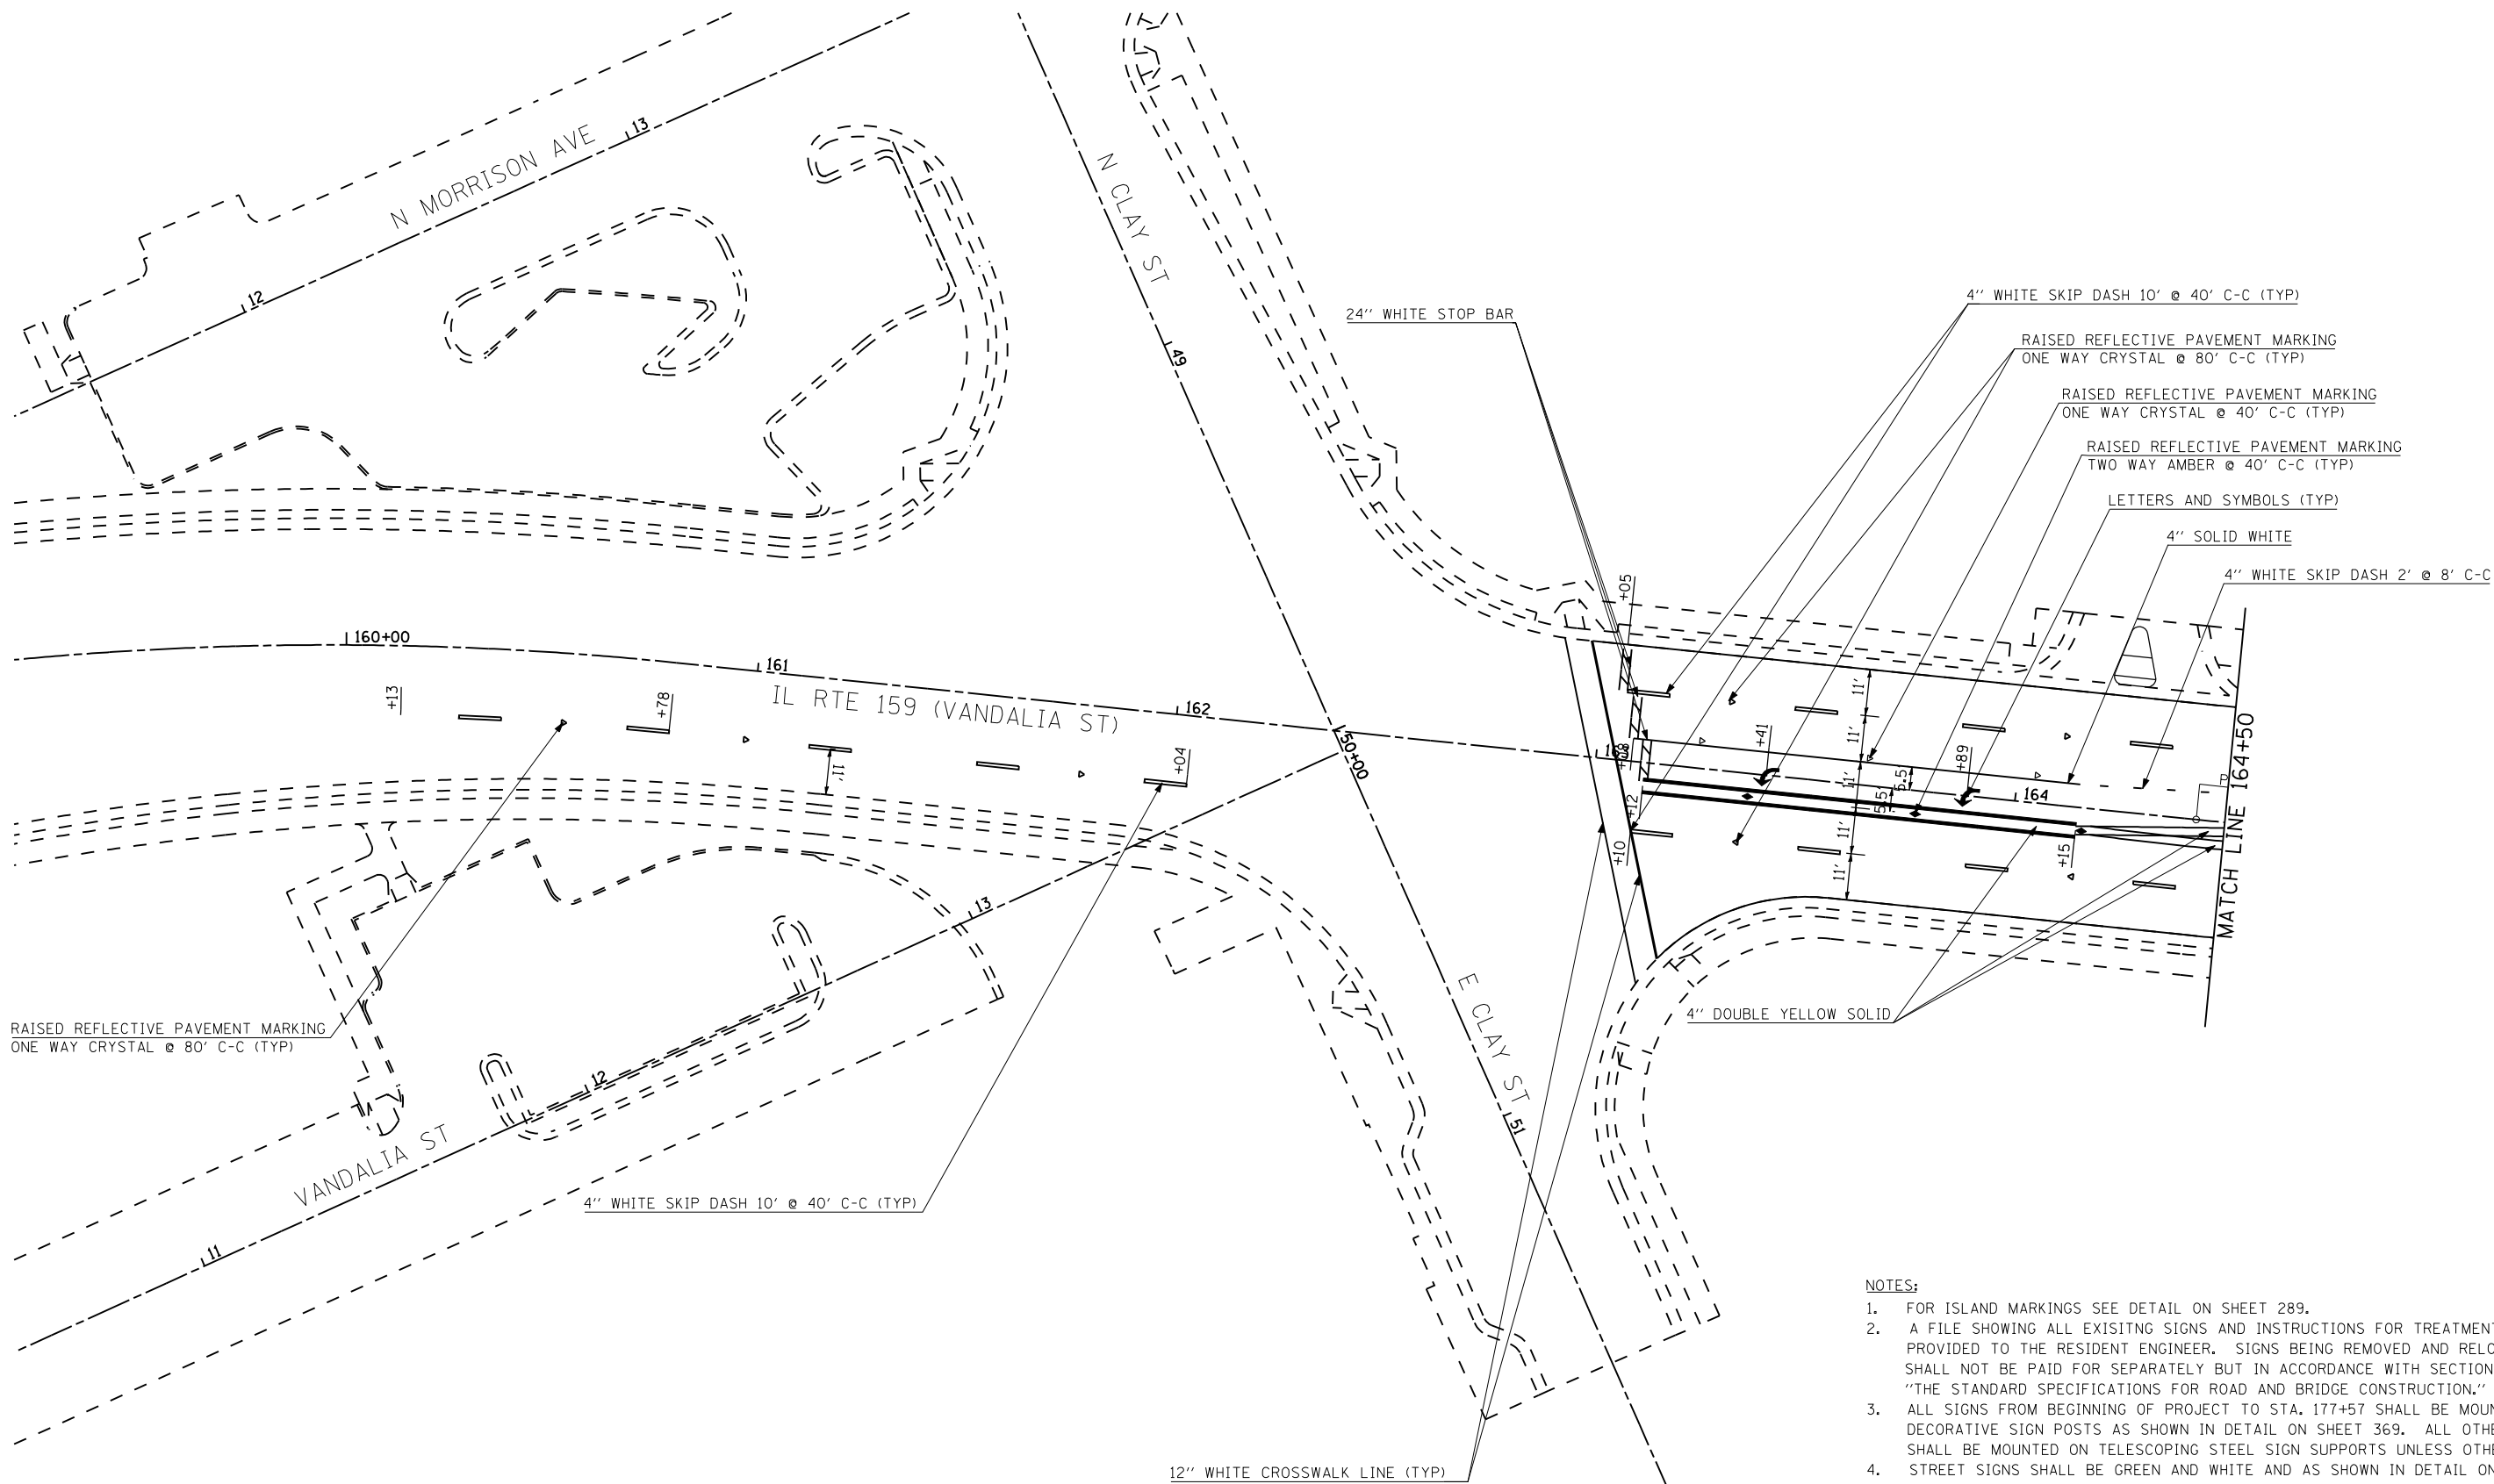 N MORRISON AVE
13
12
N CLAY ST
49
4'' WHITE SKIP DASH 10' @ 40' C-C (TYP)
24'' WHITE STOP BAR
RAISED REFLECTIVE PAVEMENT MARKING
ONE WAY CRYSTAL @ 80' C-C (TYP)
RAISED REFLECTIVE PAVEMENT MARKING
ONE WAY CRYSTAL @ 40' C-C (TYP)
RAISED REFLECTIVE PAVEMENT MARKING
TWO WAY AMBER @ 40' C-C (TYP)
LETTERS AND SYMBOLS (TYP)
4'' SOLID WHITE
4'' WHITE SKIP DASH 2' @ 8' C-C
+05
160+00
161
162
IL RTE 159 (VANDALIA ST)
+13
+78
11'
+04
50+00
+41
+89
11'
11'
11'
11'
11'
5.5'
5.5'
164
+12
+10
+15
MATCH LINE 164+50
13
12
11
VANDALIA ST
E CLAY ST
51
4'' DOUBLE YELLOW SOLID
RAISED REFLECTIVE PAVEMENT MARKING
ONE WAY CRYSTAL @ 80' C-C (TYP)
4'' WHITE SKIP DASH 10' @ 40' C-C (TYP)
12'' WHITE CROSSWALK LINE (TYP)
NOTES:
1. FOR ISLAND MARKINGS SEE DETAIL ON SHEET 289.
2. A FILE SHOWING ALL EXISITNG SIGNS AND INSTRUCTIONS FOR TREATMEN
PROVIDED TO THE RESIDENT ENGINEER. SIGNS BEING REMOVED AND RELO
SHALL NOT BE PAID FOR SEPARATELY BUT IN ACCORDANCE WITH SECTION
"THE STANDARD SPECIFICATIONS FOR ROAD AND BRIDGE CONSTRUCTION."
3. ALL SIGNS FROM BEGINNING OF PROJECT TO STA. 177+57 SHALL BE MOUN
DECORATIVE SIGN POSTS AS SHOWN IN DETAIL ON SHEET 369. ALL OTHE
SHALL BE MOUNTED ON TELESCOPING STEEL SIGN SUPPORTS UNLESS OTHE
4. STREET SIGNS SHALL BE GREEN AND WHITE AND AS SHOWN IN DETAIL ON